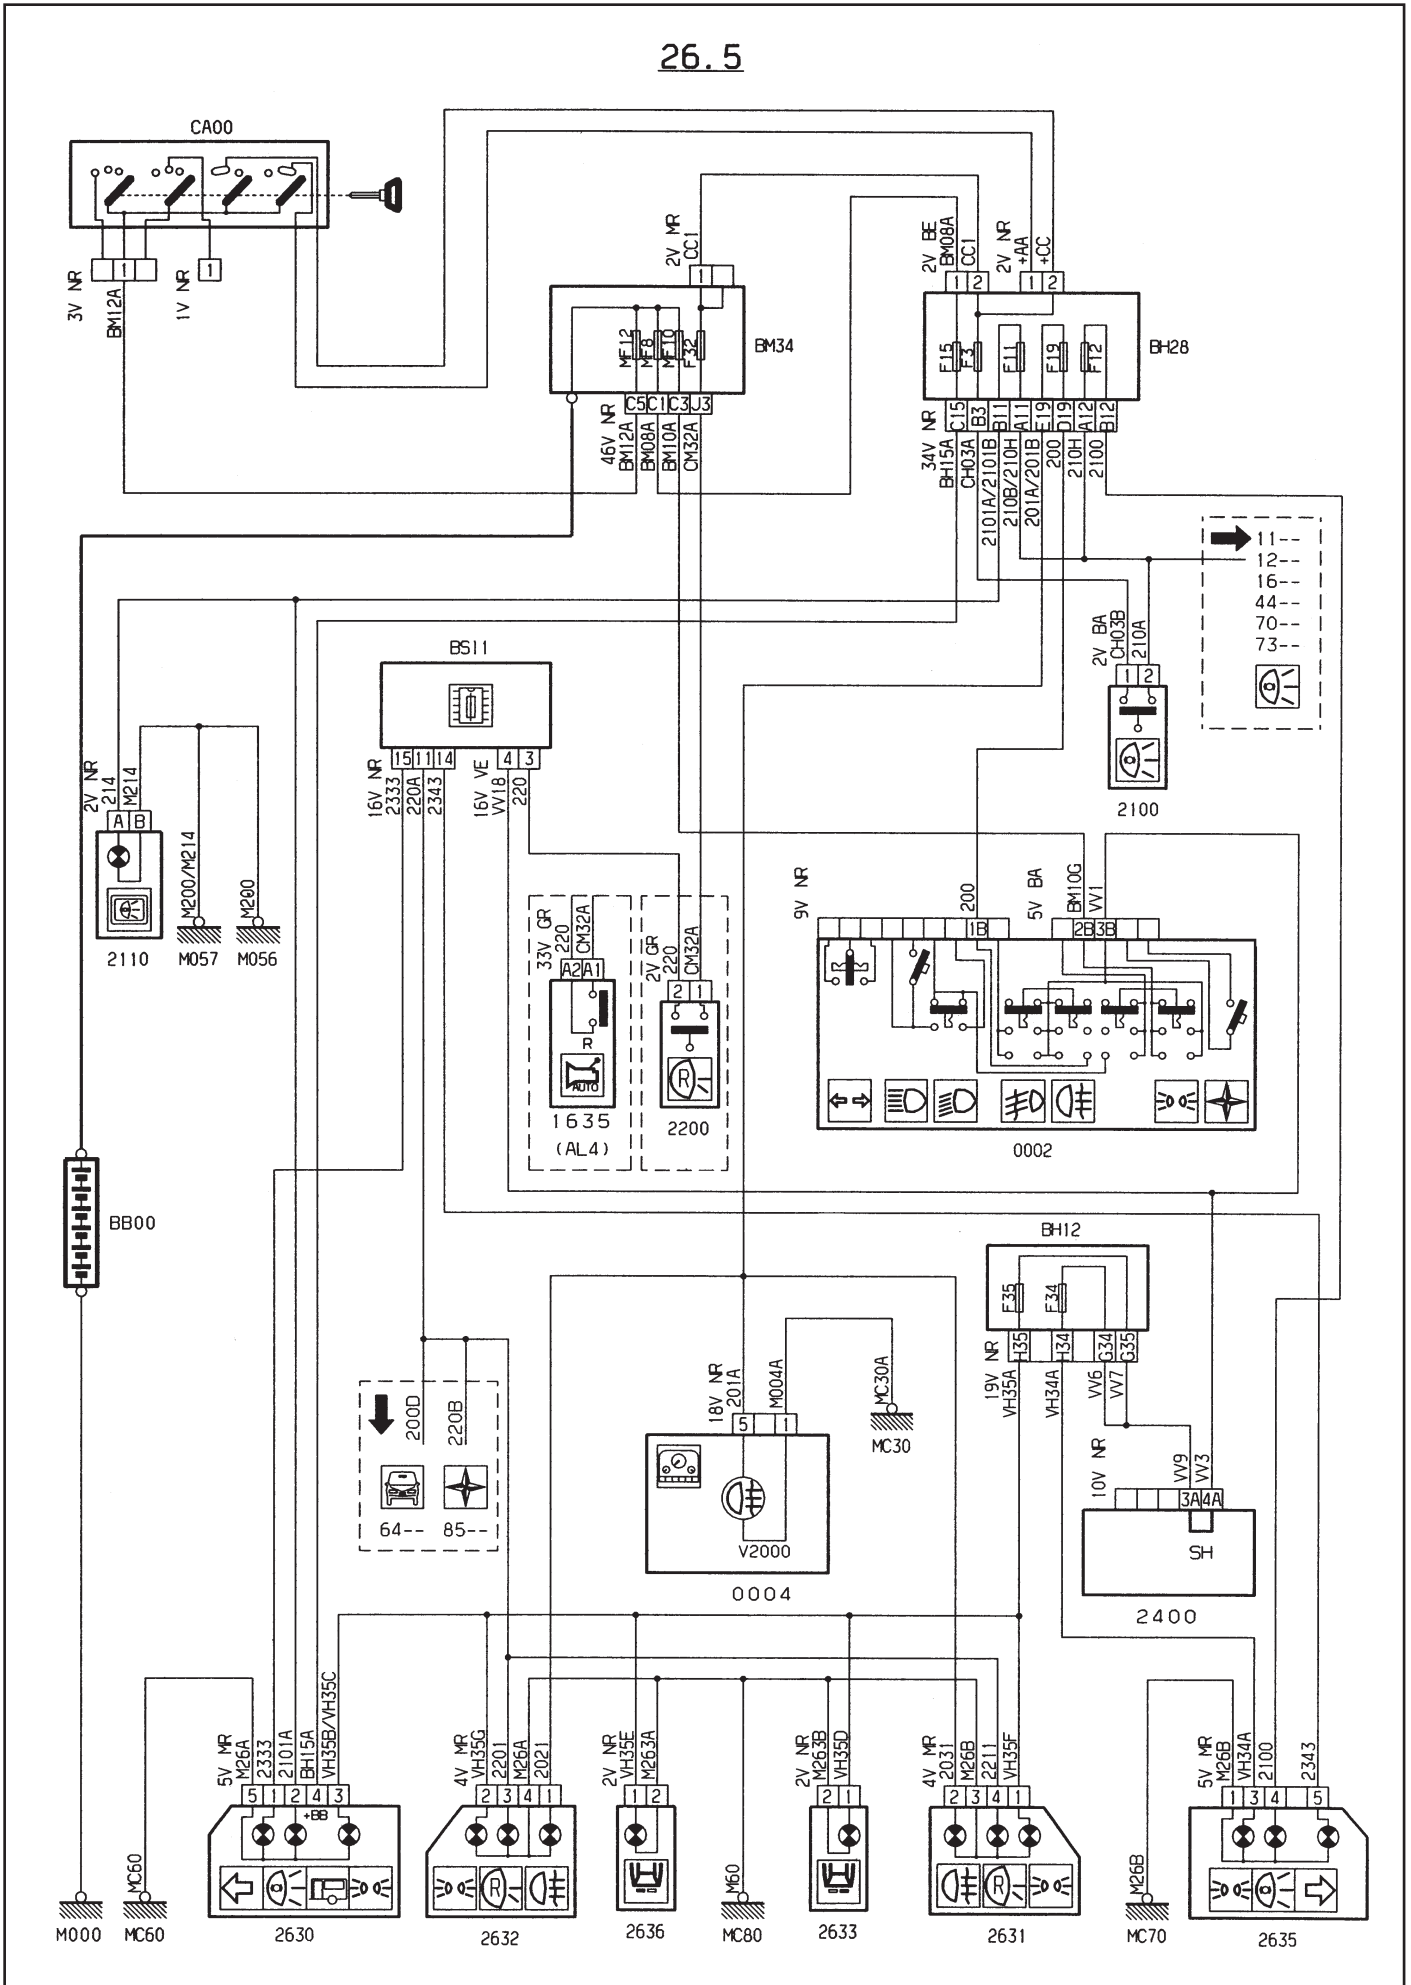 26.5
CA00
3V NR
BM12A
1
1V NR
1
2V MR
CC1
1
BM34
MF12
MF8
MF10
F32
C5
C1
C3
J3
46V NR
BM12A
BM08A
BM10A
CM32A
2V BE
BM08A
CC1
2V NR
+AA
+CC
1
2
1
2
BH28
F15
F3
F11
F19
F12
C15
B3
B11
A11
E19
D19
A12
B12
34V NR
BH15A
CH03A
2101A/2101B
210B/210H
201A/201B
200
210H
2100
11--
12--
16--
44--
70--
73--
2V BA
CH03B
210A
1
2
2100
BSI1
15
11
14
4
3
16V NR
2333
220A
2343
16V VE
VV18
220
2V NR
214
M214
A
B
2110
M200/M214
M057
M200
M056
33V GR
220
CM32A
A2
A1
R
AUTO
1635
(AL4)
2V GR
220
CM32A
2
1
R
2200
9V NR
200
1B
5V BA
BM10G
VV1
2B
3B
0002
BB00
BH12
F35
F34
H35
H34
G34
G35
19V NR
VH35A
VH34A
VV6
VV7
18V NR
201A
M004A
5
1
V2000
0004
MC30A
MC30
200D
220B
64--
85--
10V NR
VV9
VV3
3A
4A
SH
2400
M000
MC60
MC60
5V MR
M26A
2333
2101A
BH15A
VH35B/VH35C
5
1
2
4
3
+BB
2630
4V MR
VH35G
2201
M26A
2021
2
3
4
1
R
2632
2V NR
VH35E
M263A
1
2
2636
M60
MC80
2V NR
M263B
VH35D
2
1
2633
4V MR
2031
M26B
2211
VH35F
2
3
4
1
R
2631
M26B
MC70
5V MR
M26B
VH34A
2100
2343
1
3
4
5
2635